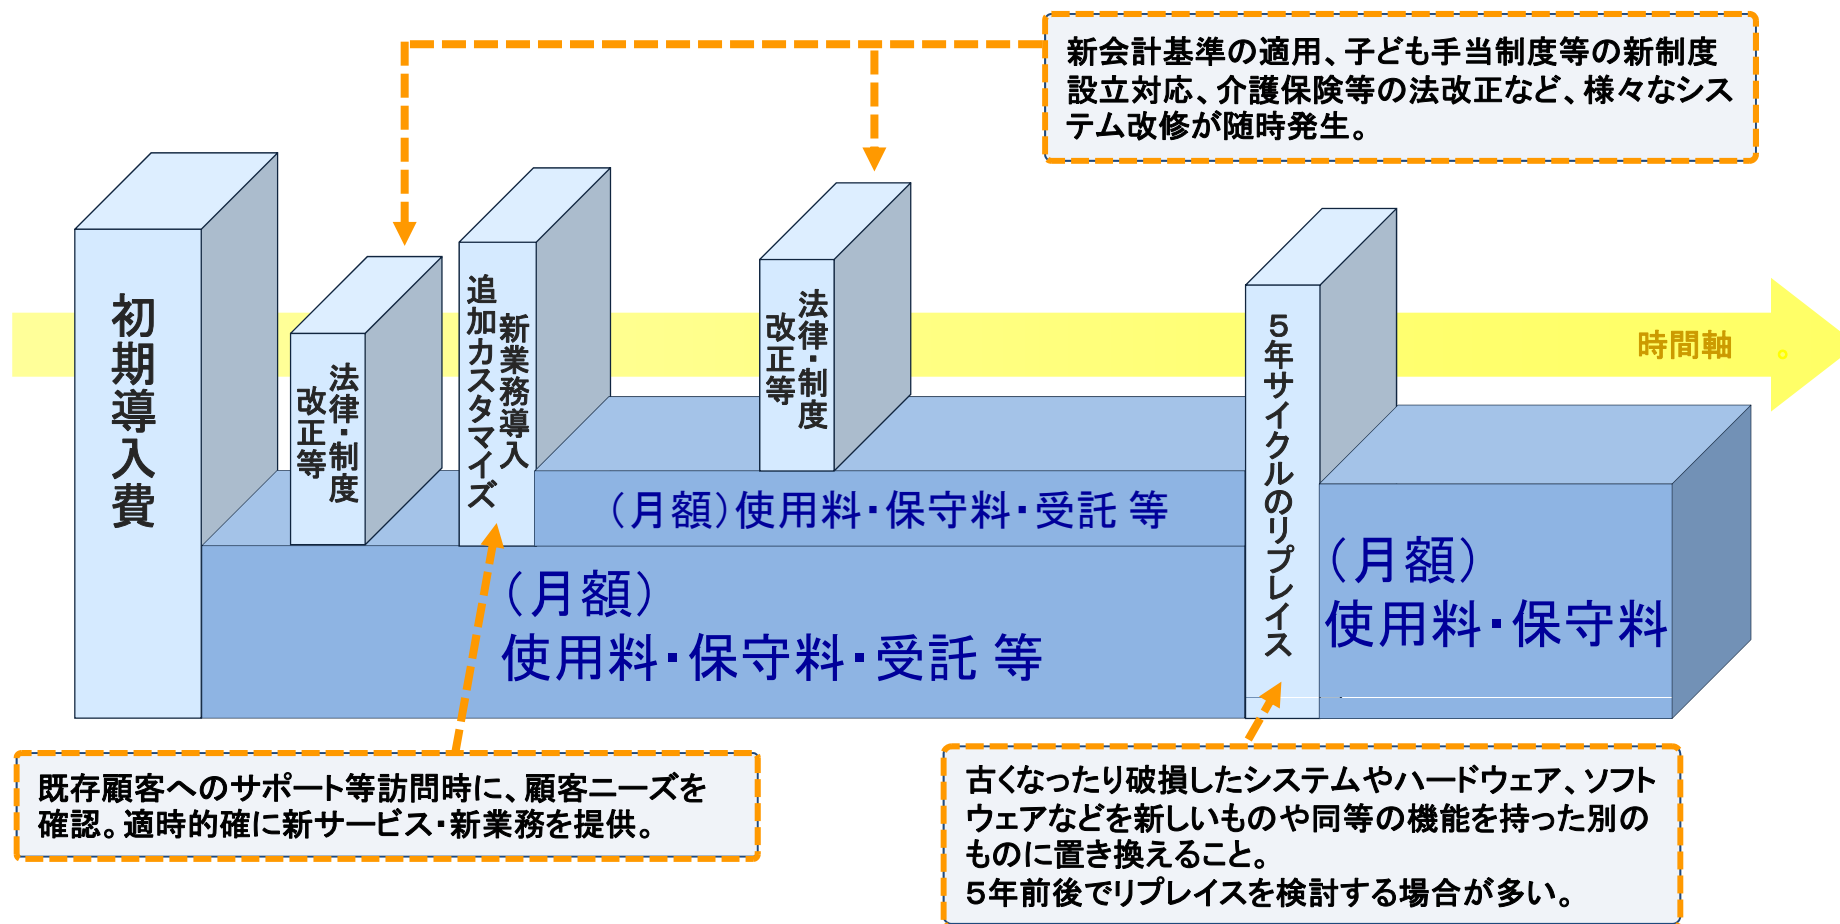 新会計基準の適用、子ども手当制度等の新制度
設立対応、介護保険等の法改正など、様々なシス
テム改修が随時発生。
初期導入費
法律・制度
改正等
新業務導入
追加カスタマイズ
法律・制度
改正等
5年サイクルのリプレイス
時間軸
。
（月額）使用料・保守料・受託 等
（月額）
使用料・保守料・受託 等
（月額）
使用料・保守料
既存顧客へのサポート等訪問時に、顧客ニーズを
確認。適時的確に新サービス・新業務を提供。
古くなったり破損したシステムやハードウェア、ソフト
ウェアなどを新しいものや同等の機能を持った別の
ものに置き換えること。
5年前後でリプレイスを検討する場合が多い。